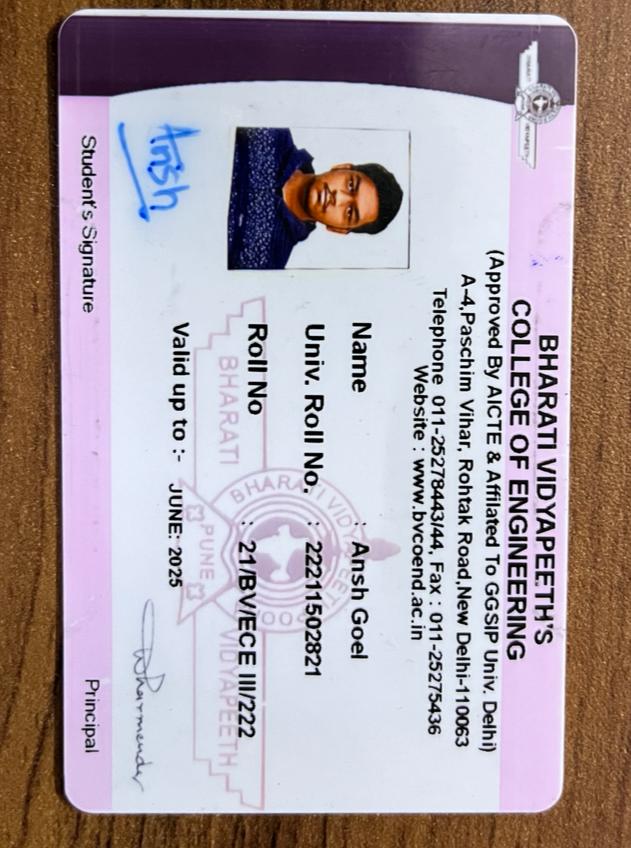 BHARATI VIDYAPEETH'S
COLLEGE OF ENGINEERING
(Approved By AICTE & Affilated To GGSIP Univ. Delhi)
A-4,Paschim Vihar, Rohtak Road,New Delhi-110063
Telephone 011-25278443/44, Fax : 011-25275436
Website : www.bvcoend.ac.in
Name : Ansh Goel
Univ. Roll No. : 22211502821
Roll No : 21/BV/ECE III/222
BHARATI VIDYAPEETH POONA
BHARATI VIDYAPEETH
PUNE
Valid up to :- JUNE: 2025
Ansh
Dharmender
Student's Signature
Principal